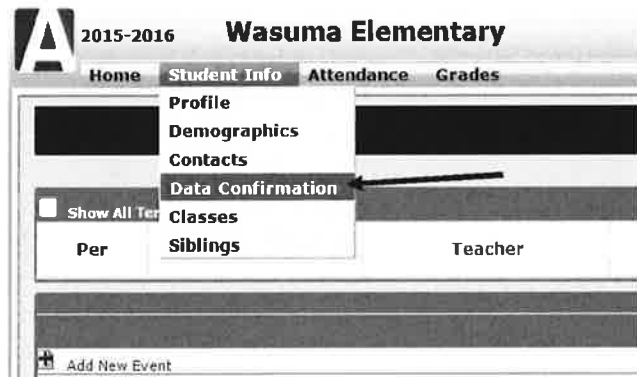 A 2015-2016 Wasuma Elementary
Home Student Info Attendance Grades
Profile
Demographics
Contacts
Data Confirmation
Show All Ter
Classes
Per Siblings Teacher
Add New Event